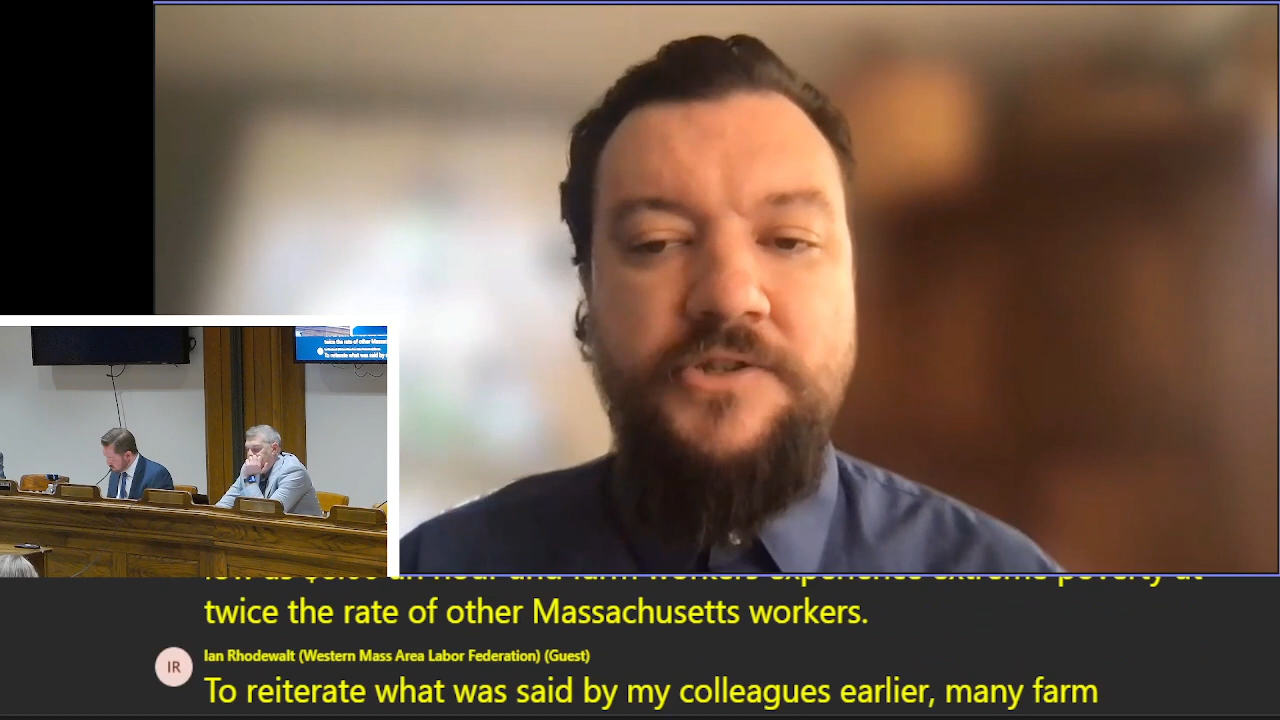 twice the rate of other Massachusetts workers.
IR
Ian Rhodewalt (Western Mass Area Labor Federation) (Guest)
To reiterate what was said by my colleagues earlier, many farm